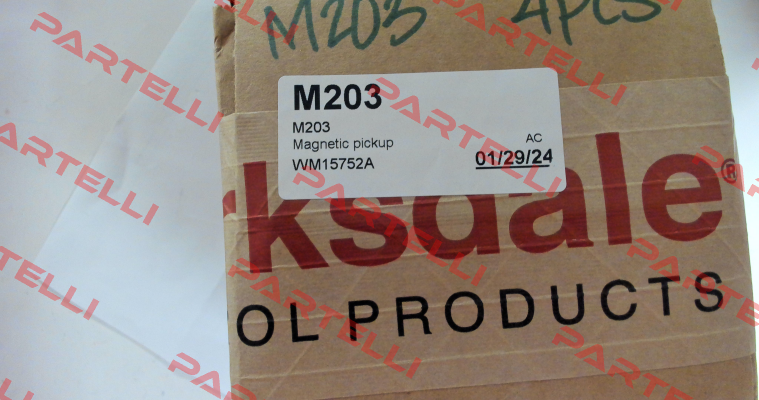 M203 4PCS
M203
M203
Magnetic pickup
AC
WM15752A
01/29/24
ksdale®
OL PRODUCTS
PARTELLI